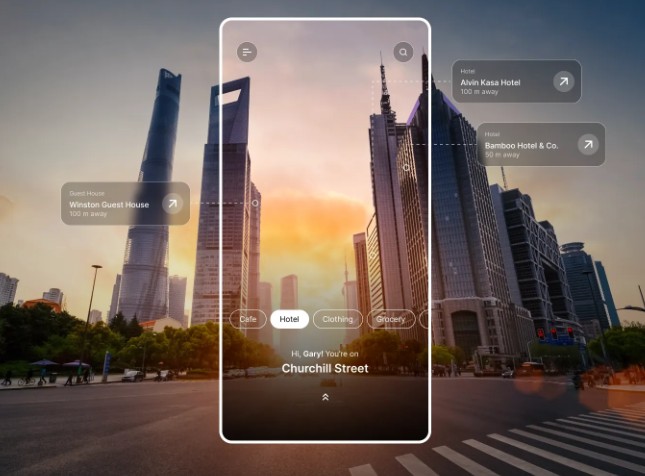 Hotel
Alvin Kasa Hotel
100 m away
Hotel
Bamboo Hotel & Co.
50 m away
Guest House
Winston Guest House
100 m away
Cafe
Hotel
Clothing
Grocery
Hi, Gary! You're on
Churchill Street